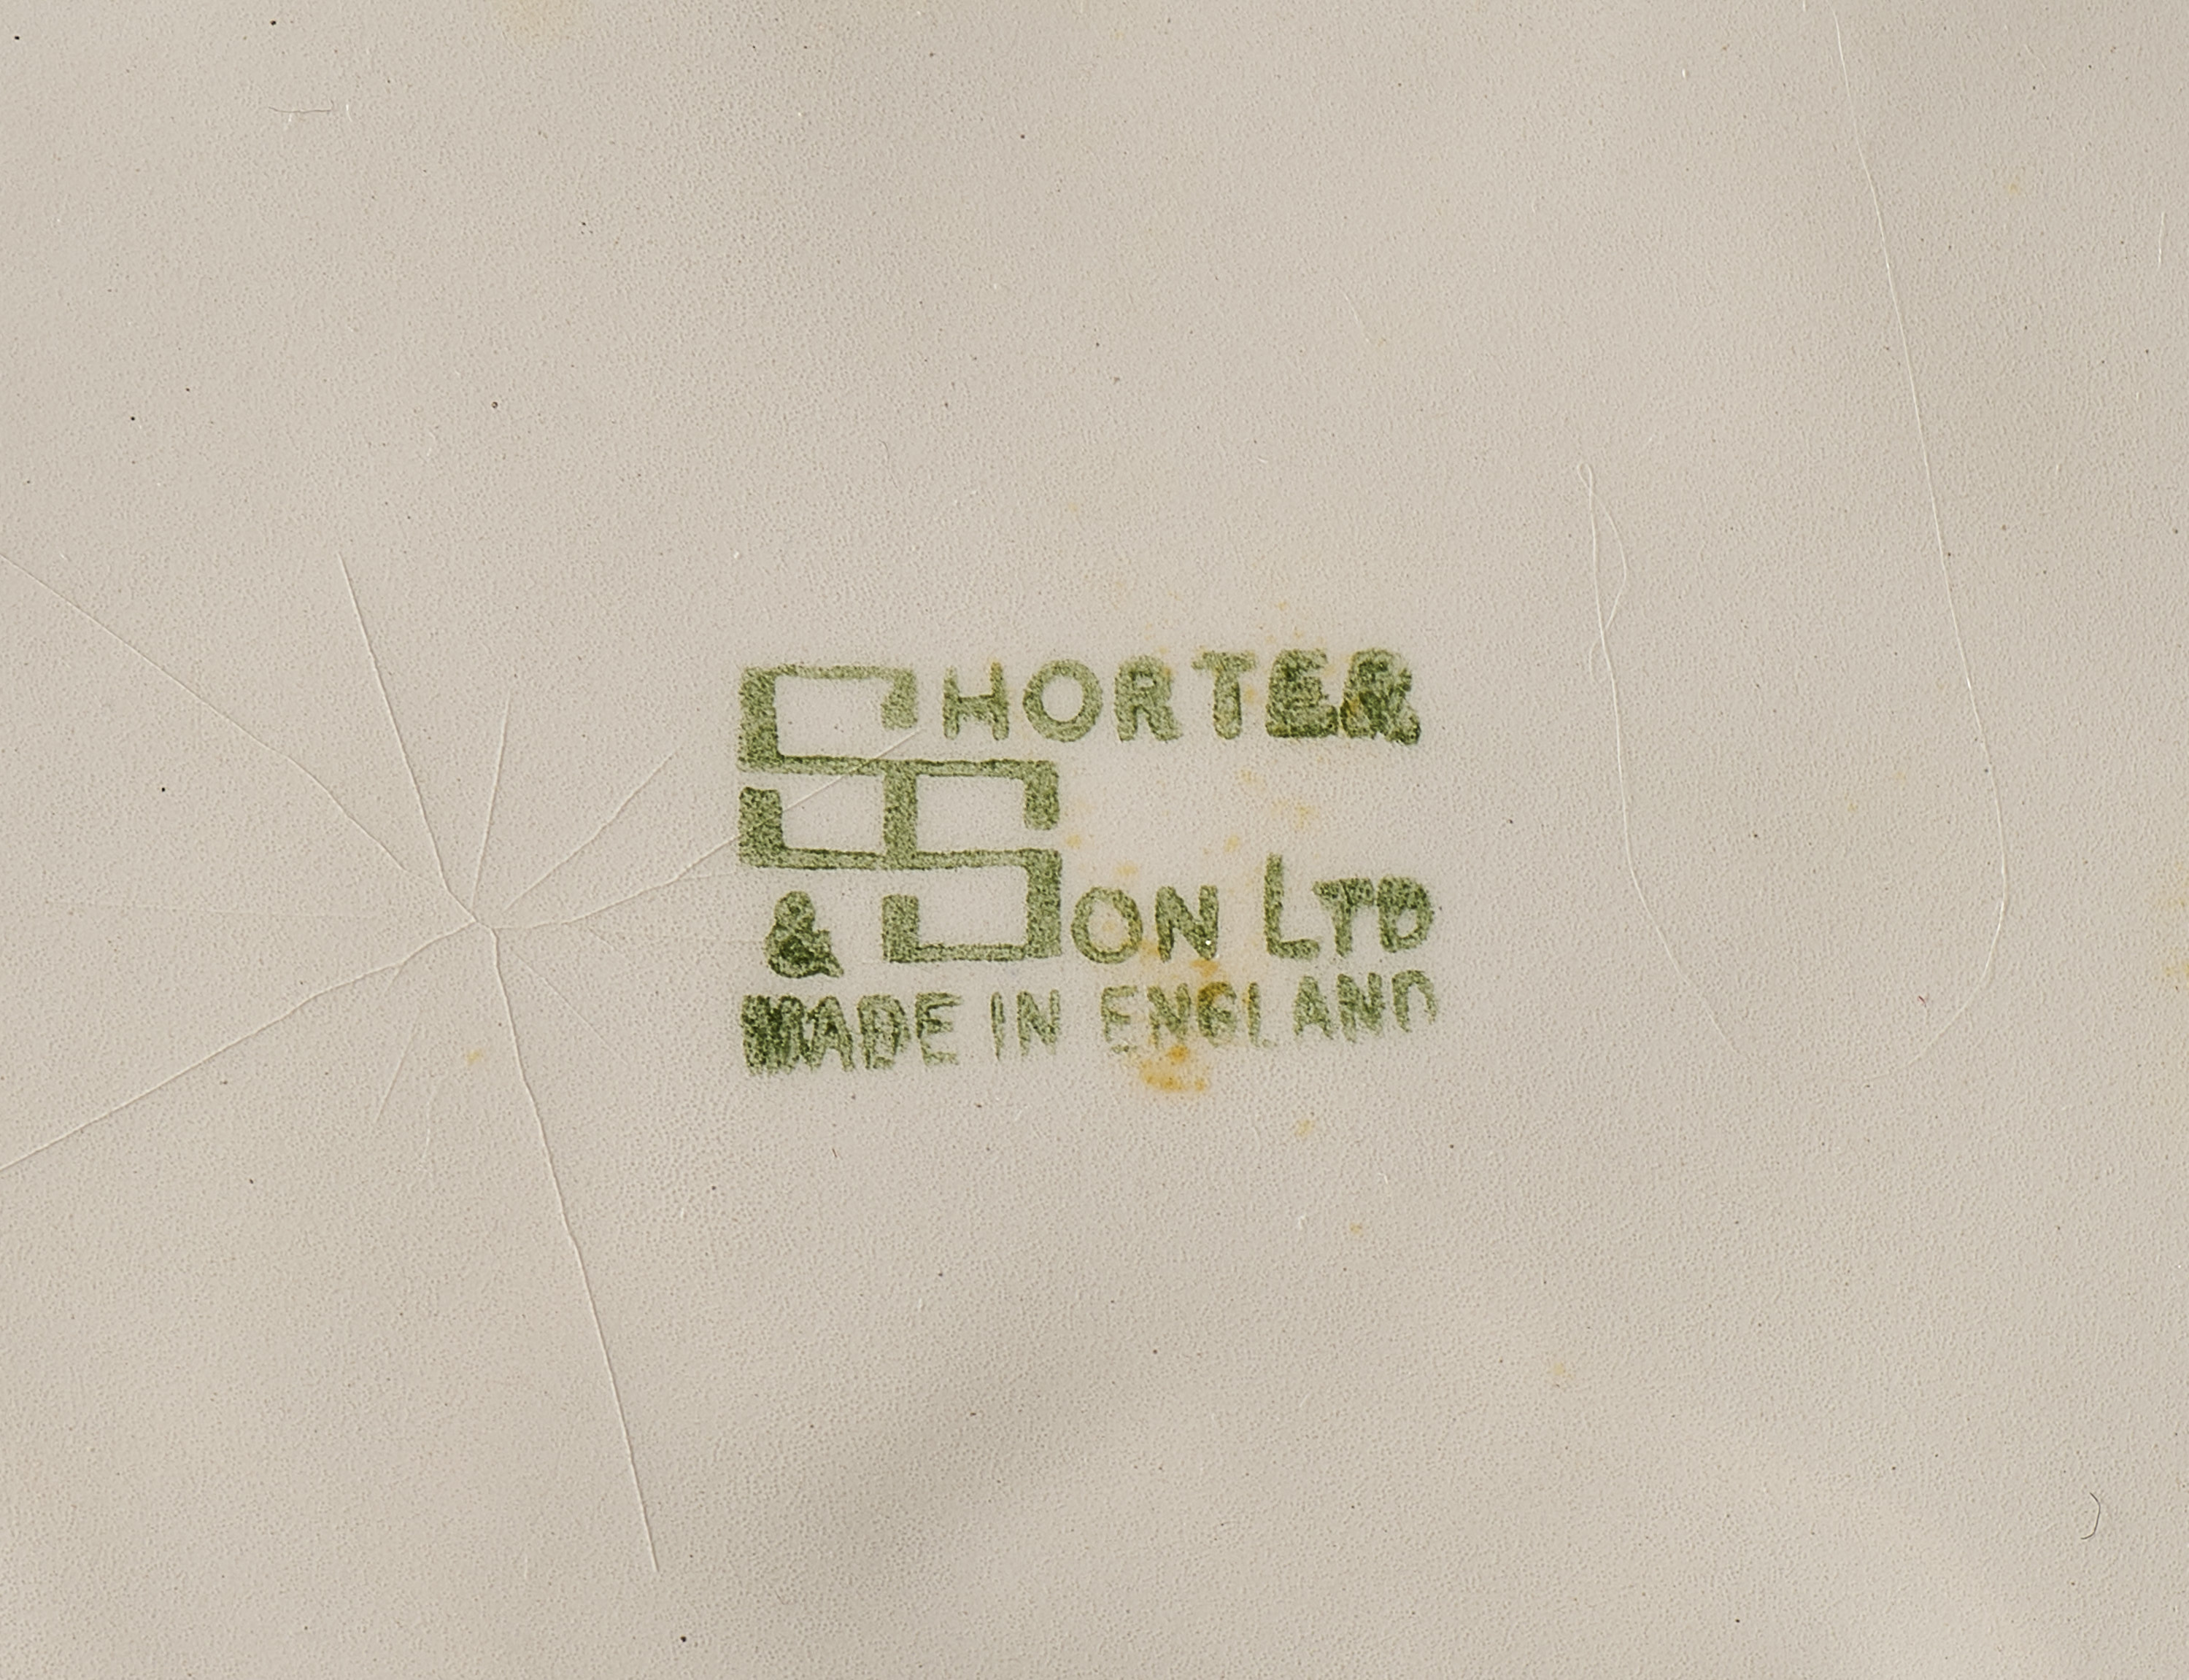 SHORTER
& SON LTD
MADE IN ENGLAND